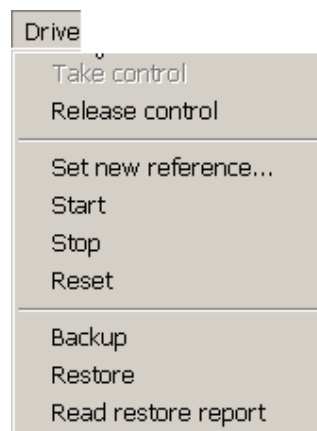 Drive
Take control
Release control
Set new reference...
Start
Stop
Reset
Backup
Restore
Read restore report